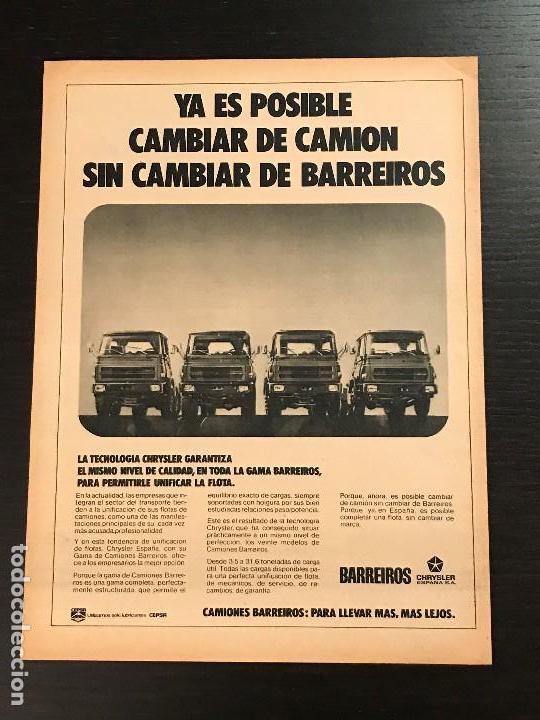 YA ES POSIBLE
CAMBIAR DE CAMION
SIN CAMBIAR DE BARREIROS
LA TECNOLOGIA CHRYSLER GARANTIZA
EL MISMO NIVEL DE CALIDAD, EN TODA LA GAMA BARREIROS,
PARA PERMITIRLE UNIFICAR LA FLOTA.
En la actualidad, las empresas que in-
tegran el sector del transporte tien-
den a la unificación de sus flotas de
camiones, como una de las manifes-
taciones principales de su, cada vez
más acusada, profesionalidad.
Y en esta tendencia de unificación
de flotas, Chrysler España, con su
Gama de Camiones Barreiros ofre-
ce a los empresarios la mejor opción.
Porque la gama de Camiones Barrei-
ros es una gama completa, perfecta-
mente estructurada, que permite el
equilibrio exacto de cargas, siempre
soportadas con holgura por sus bien
estudiadas relaciones peso/potencia.
Este es el resultado de la tecnología
Chrysler, que ha conseguido situar
prácticamente a un mismo nivel de
perfección, los veinte modelos de
Camiones Barreiros.
Desde 3,5 a 31,6 toneladas de carga
útil. Todas las cargas disponibles pa-
ra una perfecta unificación de flota,
de mecánicos, de servicio, de re-
cambios, de garantía.
Porque, ahora, es posible cambiar
de camión sin cambiar de Barreiros.
Porque ya, en España, es posible
completar una flota, sin cambiar de
marca.
BARREIROS
CHRYSLER
ESPAÑA S.A.
Utilizamos solo lubricantes CEPSA
CAMIONES BARREIROS: PARA LLEVAR MAS, MAS LEJOS.
todocoleccion.net